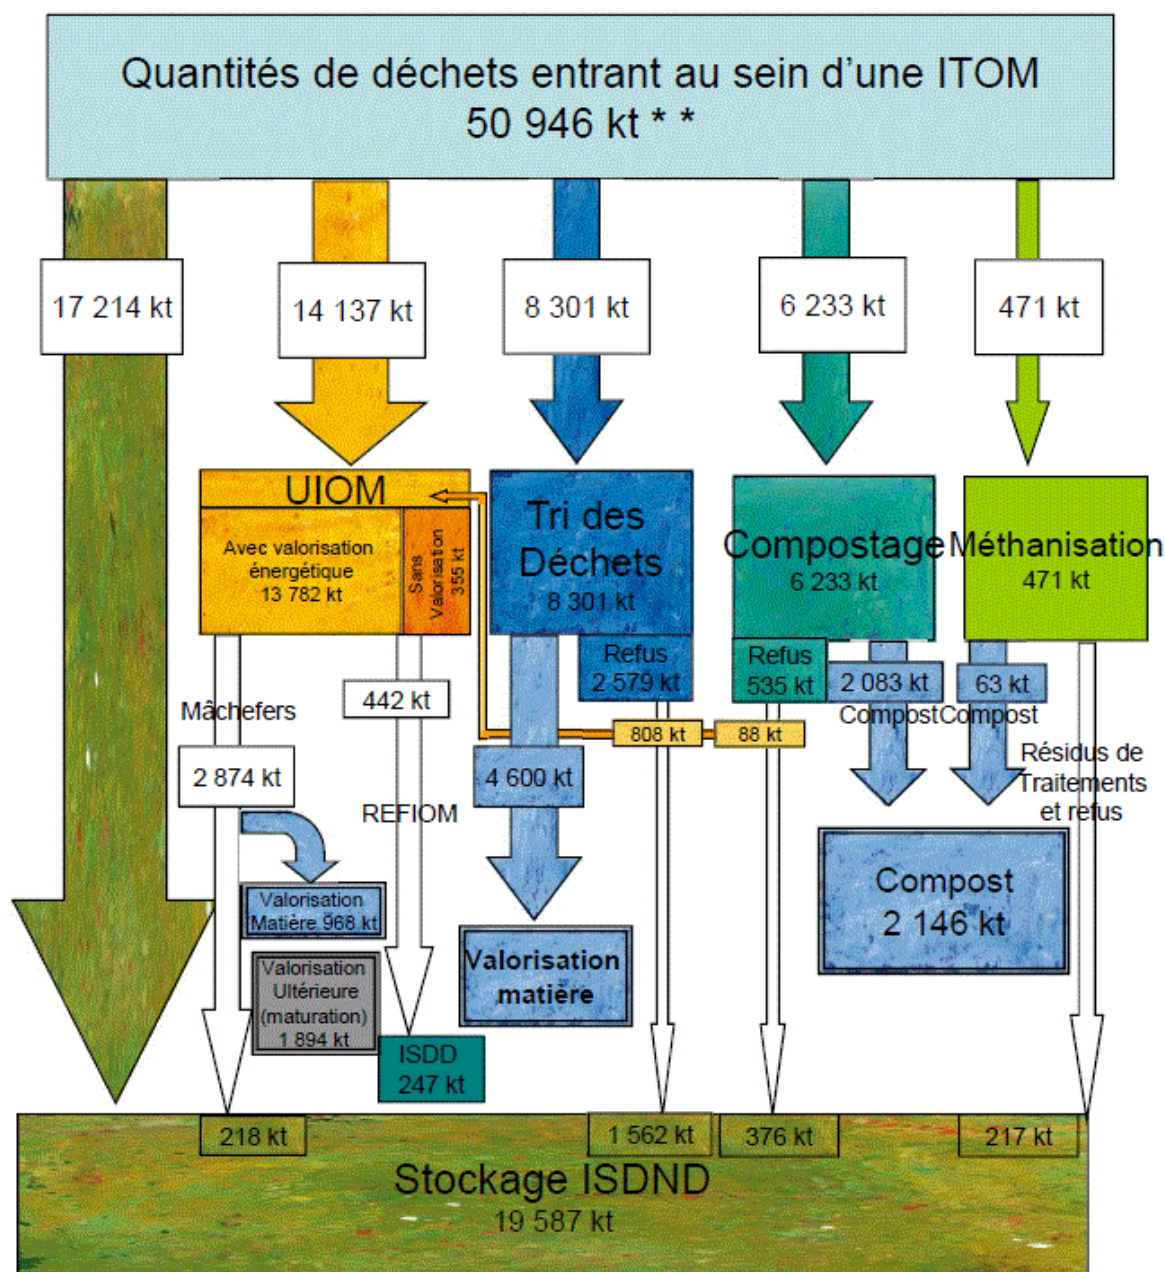 Quantités de déchets entrant au sein d'une ITOM
50 946 kt * *
17 214 kt
14 137 kt
8 301 kt
6 233 kt
471 kt
UIOM
Avec valorisation
énergétique
13 782 kt
Sans
Valorisation
355 kt
Tri des
Déchets
8 301 kt
Compostage
6 233 kt
Méthanisation
471 kt
Refus
2 579 kt
Refus
535 kt
2 083 kt
Compost
63 kt
Compost
442 kt
Mâchefers
808 kt
88 kt
2 874 kt
4 600 kt
Résidus de
Traitements
et refus
REFIOM
Valorisation
Matière 968 kt
Compost
2 146 kt
Valorisation
Ultérieure
(maturation)
1 894 kt
Valorisation
matière
ISDD
247 kt
218 kt
1 562 kt
376 kt
217 kt
Stockage ISDND
19 587 kt